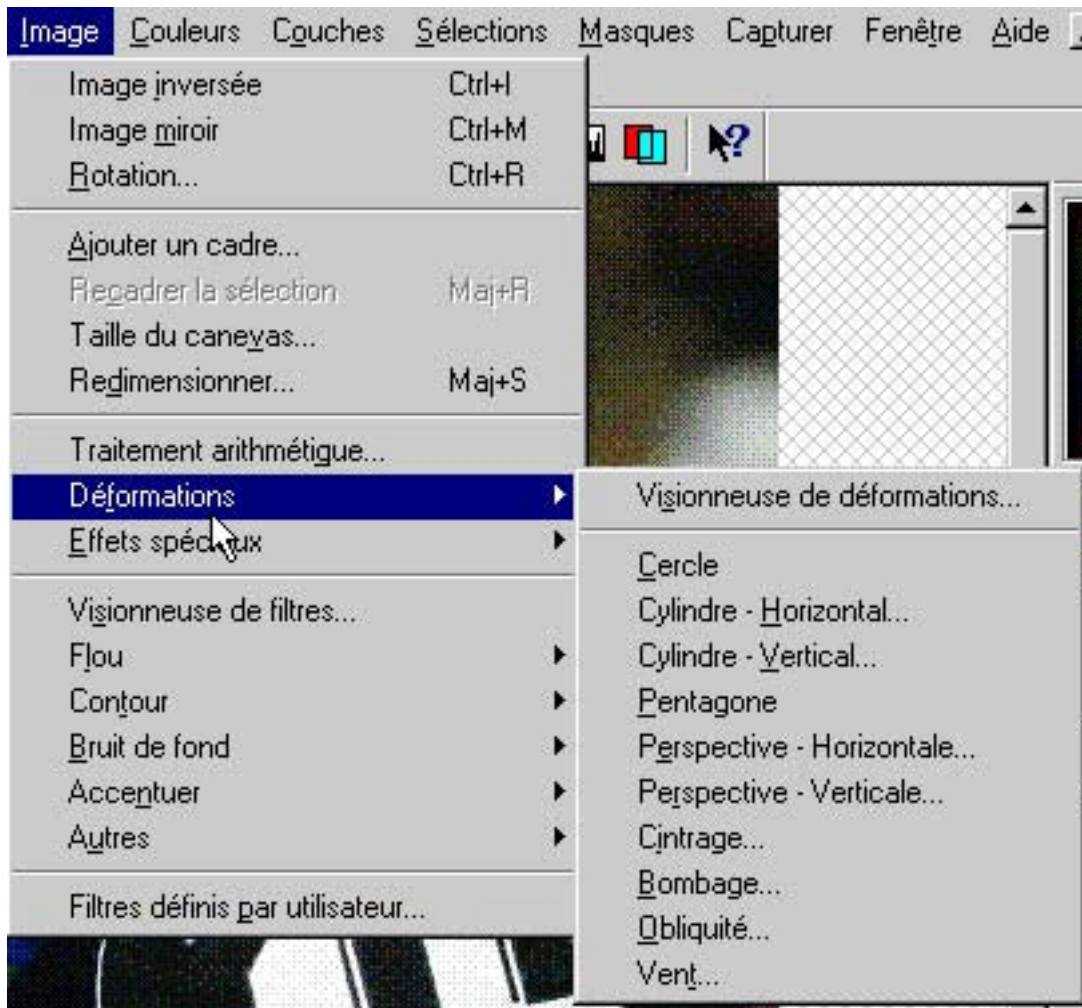 Image Couleurs Couches Sélections Masques Capturer Fenêtre Aide
Image inversée Ctrl+I
Image miroir Ctrl+M
Rotation... Ctrl+R
Ajouter un cadre...
Recadrer la sélection Maj+R
Taille du canevas...
Redimensionner... Maj+S
Traitement arithmétique...
Déformations
Effets
Visionneuse de filtres...
Flou
Contour
Bruit de fond
Accentuer
Autres
Filtres définis par utilisateur...
Visionneuse de déformations...
Cercle
Cylindre - Horizontal...
Cylindre - Vertical...
Pentagone
Perspective - Horizontale...
Perspective - Verticale...
Cintrage...
Bombage...
Obliquité...
Vent...